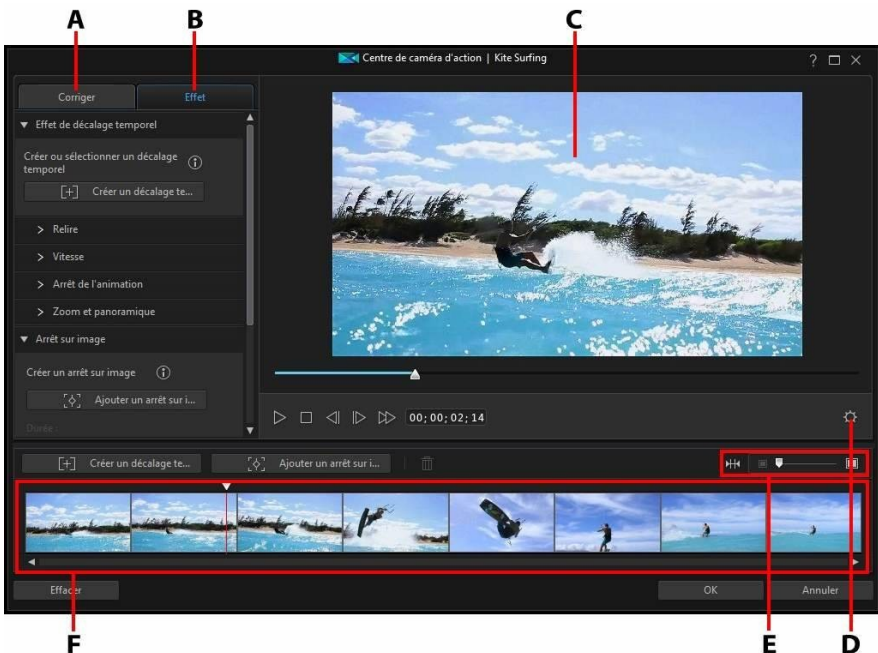 A B C
Centre de caméra d'action | Kite Surfing
?
Corriger Effet
Effet de décalage temporel
Créer ou sélectionner un décalage
temporel
Créer un décalage te...
Relire
Vitesse
Arrêt de l'animation
Zoom et panoramique
Arrêt sur image
Créer un arrêt sur image
Ajouter un arrêt sur i...
Durée
00;00;02;14
Créer un décalage te... Ajouter un arrêt sur i...
Effacer OK Annuler
F E D